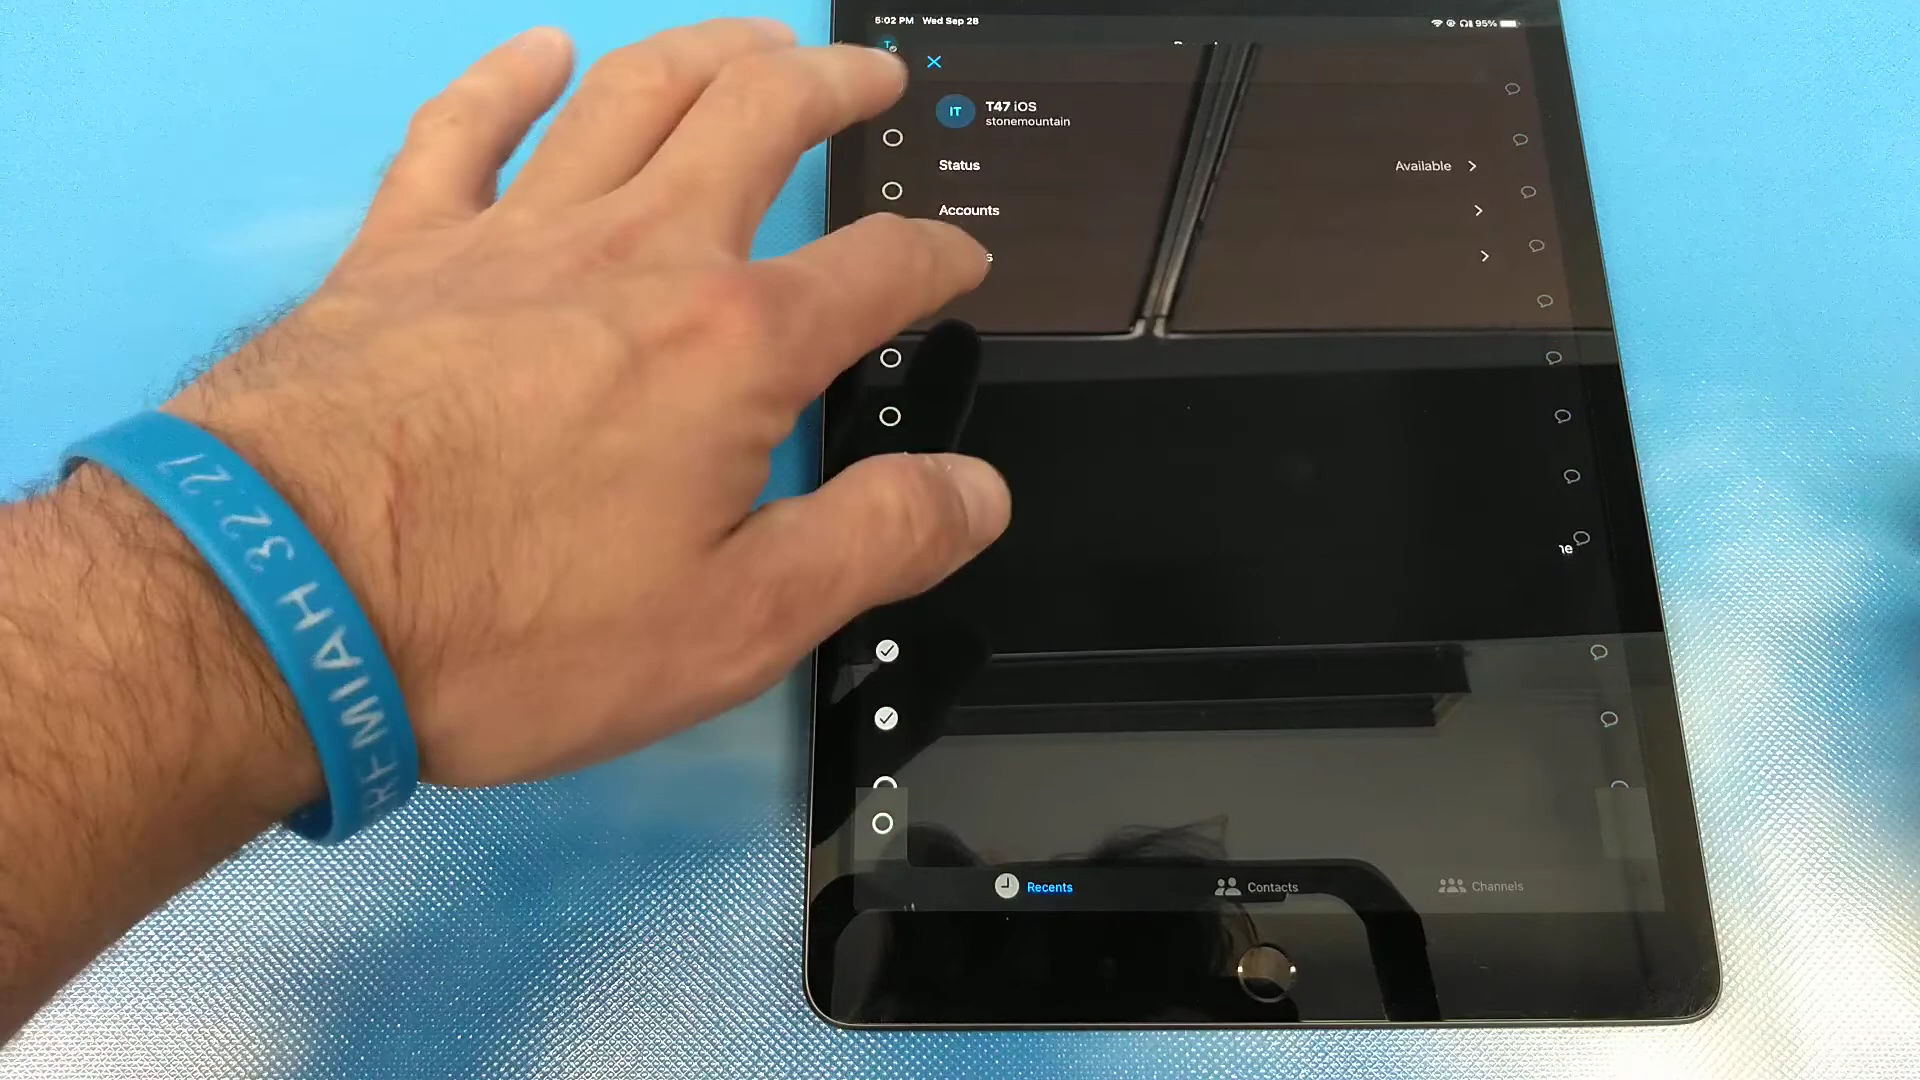 5:02 PM Wed Sep 28
95%
IT
T47 iOS
stonemountain
Status
Available
Accounts
Recents
Contacts
Channels
JEREMIAH 32:27